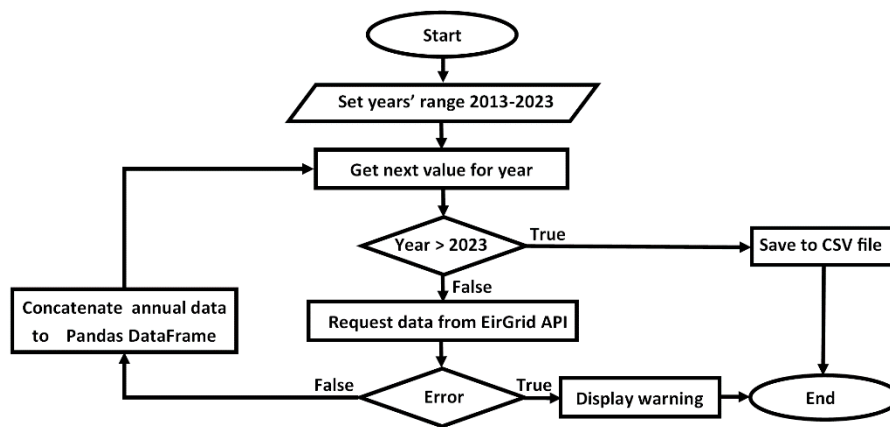 Start
Set years' range 2013-2023
Get next value for year
Year > 2023
True
Save to CSV file
False
Concatenate annual data
to Pandas DataFrame
Request data from EirGrid API
False
Error
True
Display warning
End